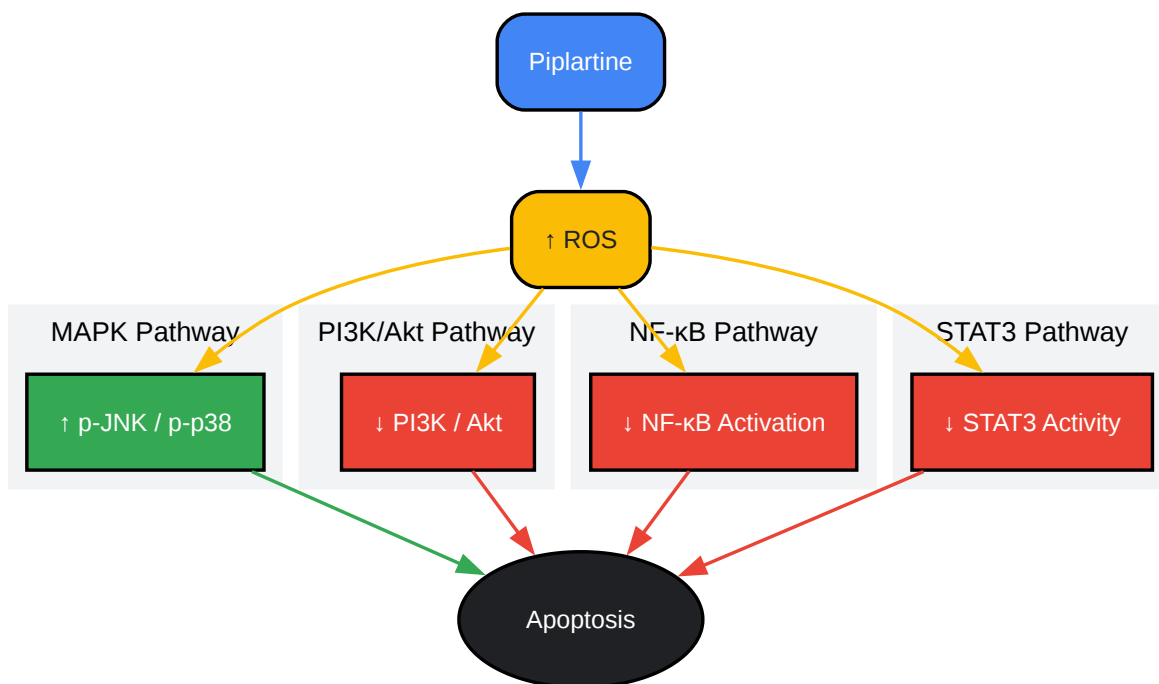 Piplartine
↑ ROS
MAPK Pathway
PI3K/Akt Pathway
NF-κB Pathway
STAT3 Pathway
↑ p-JNK / p-p38
↓ PI3K / Akt
↓ NF-κB Activation
↓ STAT3 Activity
Apoptosis